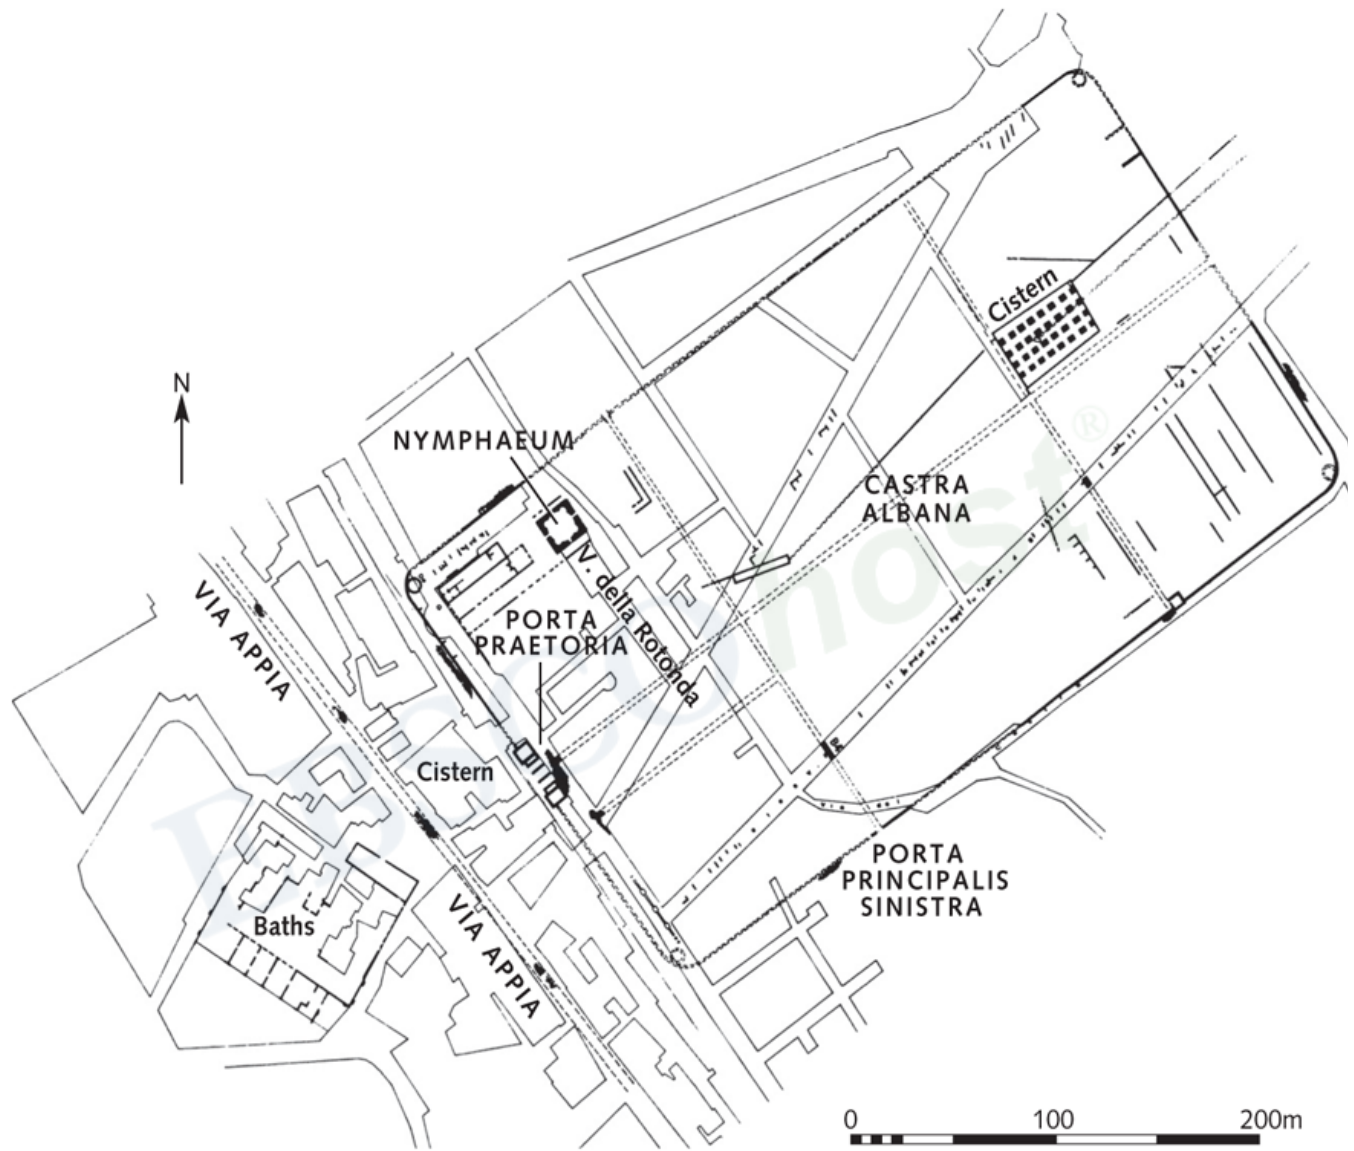 N
Cistern
NYMPHAEUM
CASTRA
ALBANA
VIA APPIA
V. della Rotonda
PORTA
PRAETORIA
Cistern
PORTA
PRINCIPALIS
SINISTRA
Baths
VIA APPIA
0 100 200m
EBSCOhost®